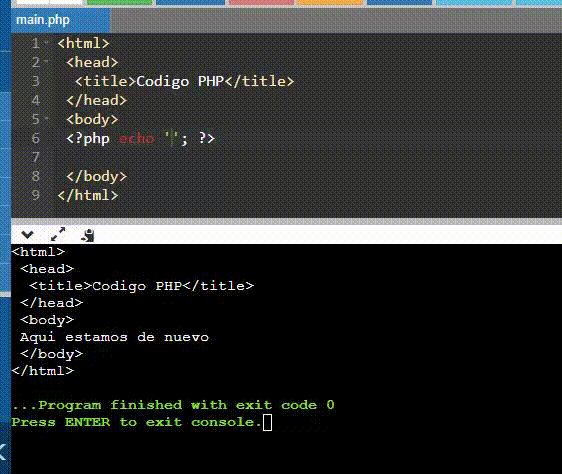 main.php
1 <html>
2 <head>
3 <title>Codigo PHP</title>
4 </head>
5 <body>
6 <?php echo ''; ?>
7
8 </body>
9 </html>
<html>
<head>
<title>Codigo PHP</title>
</head>
<body>
Aqui estamos de nuevo
</body>
</html>
...Program finished with exit code 0
Press ENTER to exit console.